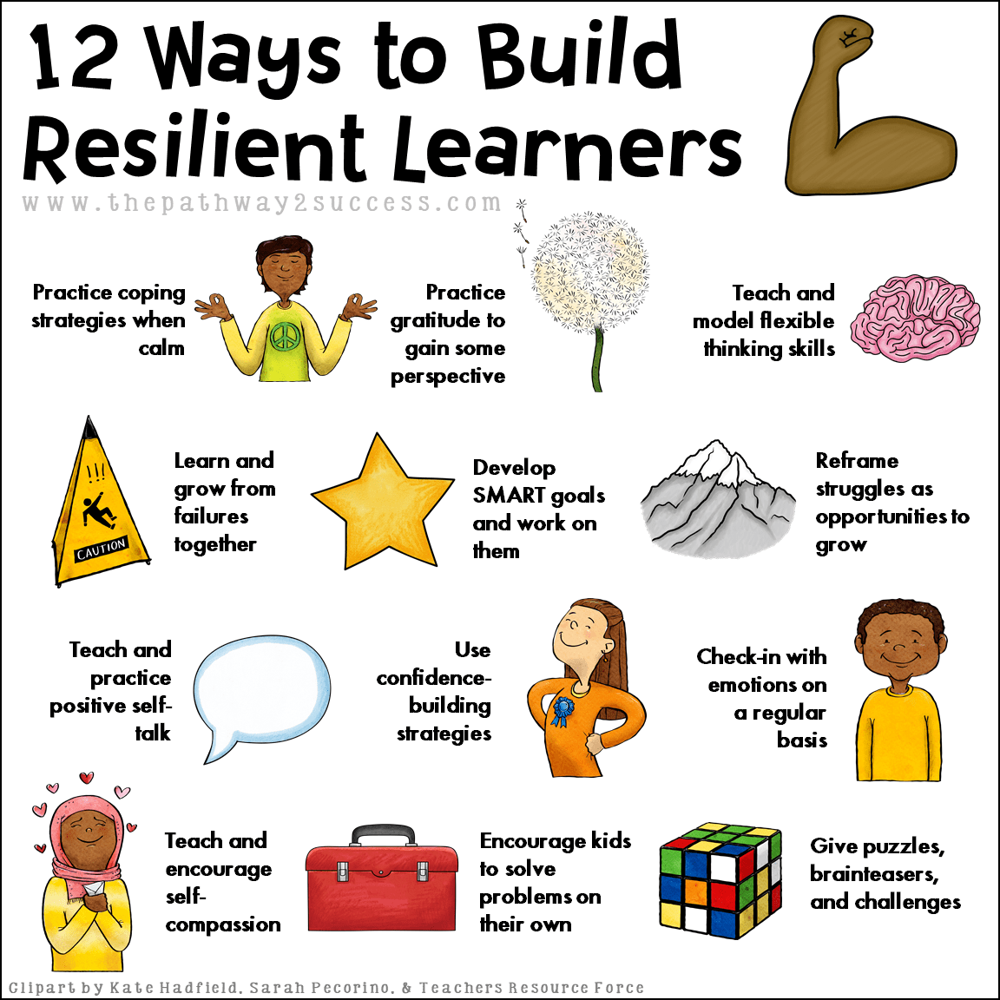 12 Ways to Build
Resilient Learners
www.thepathway2success.com
Practice coping
strategies when
calm
Practice
gratitude to
gain some
perspective
Teach and
model flexible
thinking skills
!!!
CAUTION
Learn and
grow from
failures
together
Develop
SMART goals
and work on
them
Reframe
struggles as
opportunities to
grow
Teach and
practice
positive self-
talk
Use
confidence-
building
strategies
Check-in with
emotions on
a regular
basis
Teach and
encourage
self-
compassion
Encourage kids
to solve
problems on
their own
Give puzzles,
brainteasers,
and challenges
Clipart by Kate Hadfield, Sarah Pecorino, & Teachers Resource Force